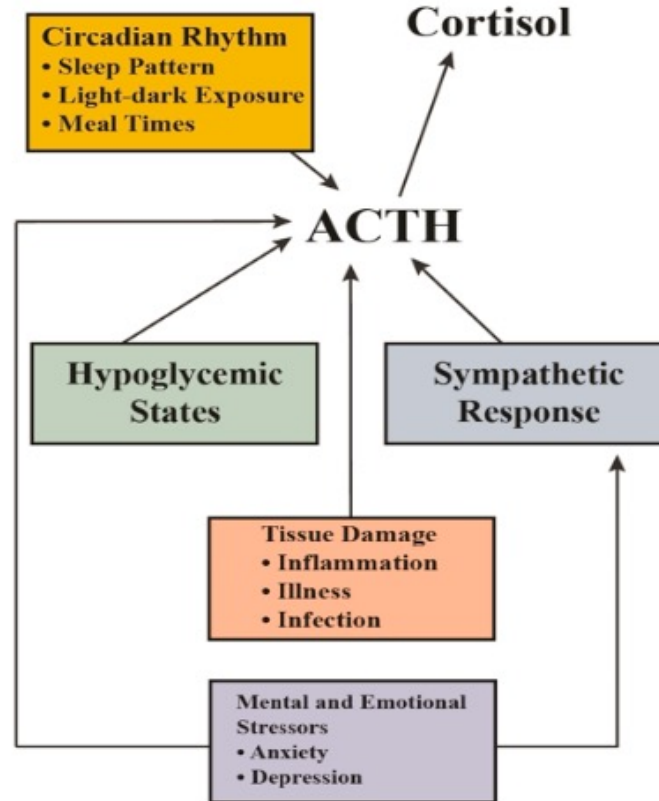 Circadian Rhythm
• Sleep Pattern
• Light-dark Exposure
• Meal Times
Cortisol
ACTH
Hypoglycemic
States
Sympathetic
Response
Tissue Damage
• Inflammation
• Illness
• Infection
Mental and Emotional
Stressors
• Anxiety
• Depression